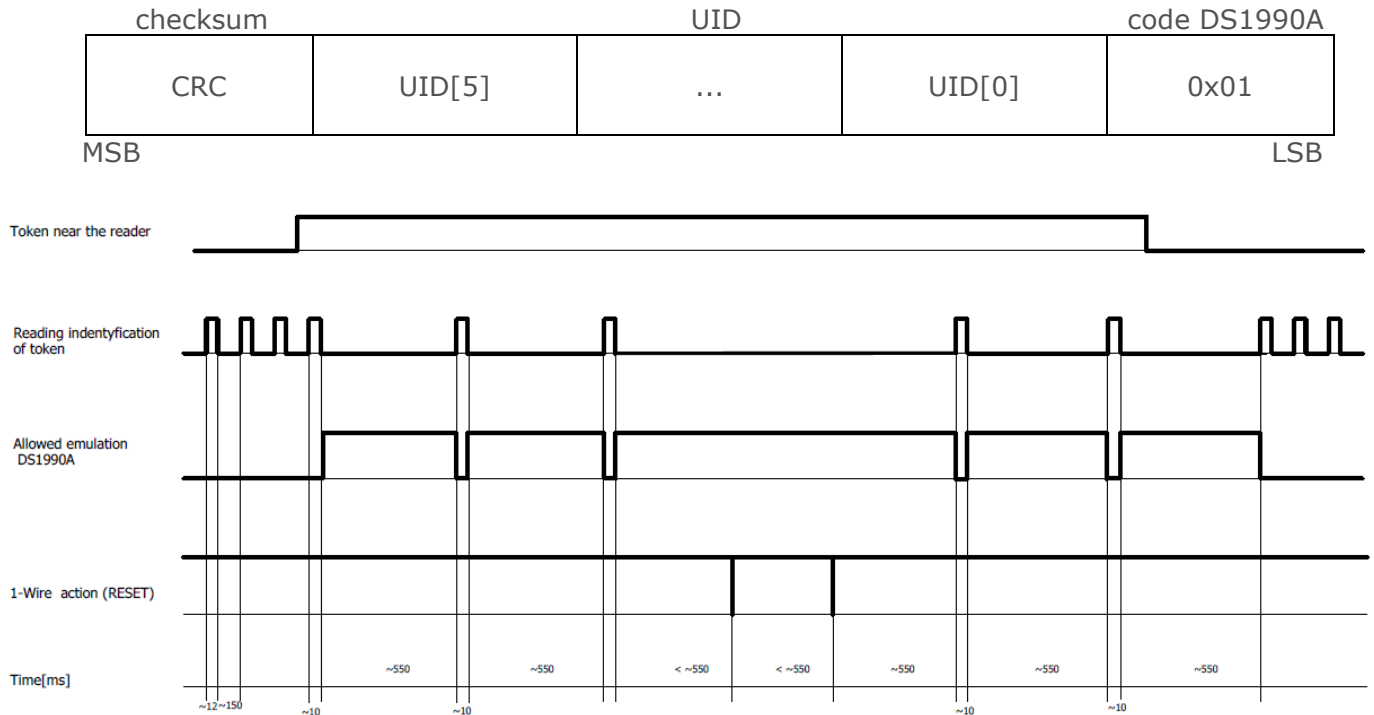 checksum UID code DS1990A
CRC UID[5] ... UID[0] 0x01
MSB LSB
Token near the reader
Reading indentyfication
of token
Allowed emulation
DS1990A
1-Wire action (RESET)
~550 ~550 < ~550 < ~550 ~550 ~550 ~550
Time[ms]
~12 ~150 ~10 ~10 ~10 ~10